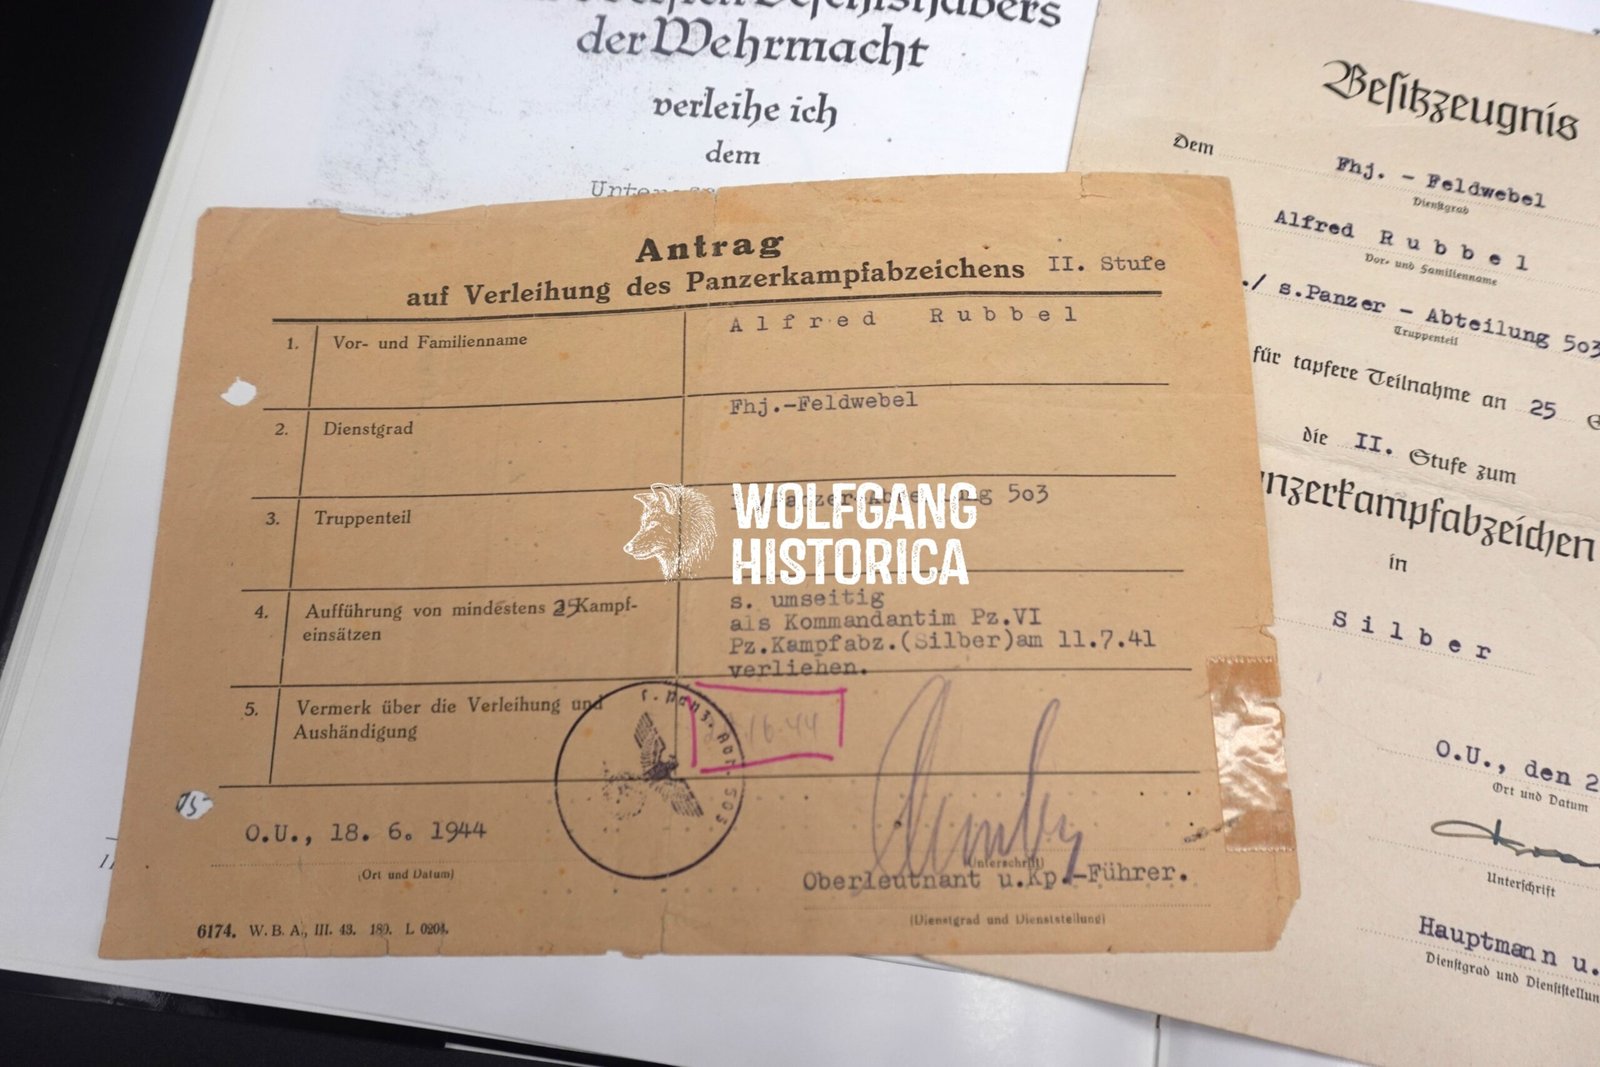 der Wehrmacht
verleihe ich
dem
Antrag
auf Verleihung des Panzerkampfabzeichens II. Stufe
1. Vor- und Familienname Alfred Rubbel
2. Dienstgrad Fhj.-Feldwebel
3. Truppenteil 503
4. Aufführung von mindestens 25 Kampf-
einsätzen
s. umseitig
als Kommandantim Pz.VI
Pz.Kampfabz.(Silber)am 11.7.41
verliehen.
5. Vermerk über die Verleihung und
Aushändigung
O.U., 18. 6. 1944
(Ort und Datum)
(Unterschrift)
Oberleutnant u.Kp.-Führer.
(Dienstgrad und Dienststellung)
6174. W. B. A., III. 43.
WOLFGANG
HISTORICA
Besitzzeugnis
Dem
Fhj. - Feldwebel
Dienstgrad
Alfred Rubbel
Vor- und Familienname
./ s.Panzer - Abteilung 503
Truppenteil
für tapfere Teilnahme an 25
die II. Stufe zum
nzerkampfabzeichen
in
Silber
O.U., den 2
Ort und Datum
Unterschrift
Hauptmann u.
Dienstgrad und Dienststellun